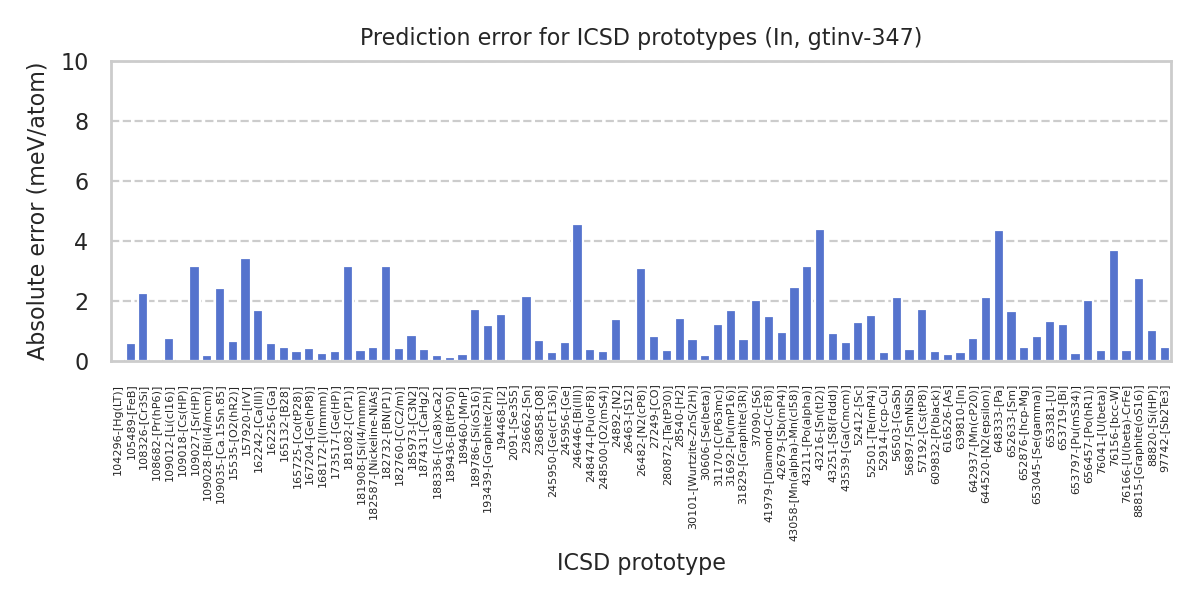 Prediction error for ICSD prototypes (In, gtinv-347)
Absolute error (meV/atom)
10
8
6
4
2
0
104296-[Hg(LT)]
105489-[FeB]
108326-[Cr3Si]
108682-[Pr(hP6)]
109012-[Li(cI16)]
109018-[Cs(HP)]
109027-[Sr(HP)]
109028-[Bi(I4/mcm)]
109035-[Ca.15Sn.85]
15535-[O2(hR2)]
157920-[IrV]
162242-[Ca(III)]
162256-[Ga]
165132-[B28]
165725-[Co(tP28)]
167204-[Ge(hP8)]
168172-[I(Immm)]
173517-[Ge(HP)]
181082-[C(P1)]
181908-[Si(I4/mmm)]
182587-[Nickeline-NiAs]
182732-[BN(P1)]
182760-[C(C2/m)]
185973-[C3N2]
187431-[CaHg2]
188336-[(Ca8)xCa2]
189436-[B(tP50)]
189460-[MnP]
189786-[Si(oS16)]
193439-[Graphite(2H)]
194468-[I2]
2091-[Se3S5]
236662-[Sn]
236858-[O8]
245950-[Ge(cF136)]
245956-[Ge]
246446-[Bi(III)]
248474-[Pu(oF8)]
248500-[O2(mS4)]
24892-[N2]
26463-[S12]
26482-[N2(cP8)]
27249-[CO]
280872-[Ta(tP30)]
28540-[H2]
30101-[Wurtzite-ZnS(2H)]
30606-[Se(beta)]
31170-[C(P63mc)]
31692-[Pu(mP16)]
31829-[Graphite(3R)]
37090-[S6]
41979-[Diamond-C(cF8)]
42679-[Sb(mP4)]
43058-[Mn(alpha)-Mn(cI58)]
43211-[Po(alpha)]
43216-[Sn(tI2)]
43251-[S8(Fddd)]
43539-[Ga(Cmcm)]
52412-[Sc]
52501-[Te(mP4)]
52914-[ccp-Cu]
56503-[GaSb]
56897-[SmNiSb]
57192-[Cs(tP8)]
609832-[P(black)]
616526-[As]
639810-[In]
642937-[Mn(cP20)]
644520-[N2(epsilon)]
648333-[Pa]
652633-[Sm]
652876-[hcp-Mg]
653045-[Se(gamma)]
653381-[U]
653719-[Bi]
653797-[Pu(mS34)]
656457-[Po(hR1)]
76041-[U(beta)]
76156-[bcc-W]
76166-[U(beta)-CrFe]
88815-[Graphite(oS16)]
88820-[Si(HP)]
97742-[Sb2Te3]
ICSD prototype